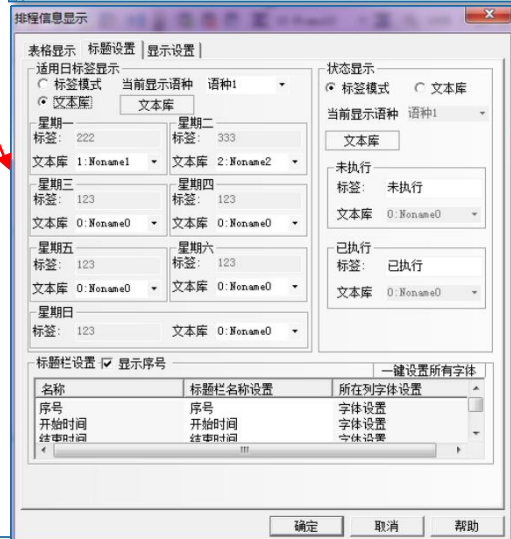 排程信息显示
表格显示 标题设置 显示设置
适用日标签显示
标签模式 当前显示语种 语种1
文本库 文本库
星期一
标签: 222
文本库 1:Noname1
星期二
标签: 333
文本库 2:Noname2
星期三
标签: 123
文本库 0:Noname0
星期四
标签: 123
文本库 0:Noname0
星期五
标签: 123
文本库 0:Noname0
星期六
标签: 123
文本库 0:Noname0
星期日
标签: 123 文本库 0:Noname0
状态显示
标签模式 文本库
当前显示语种 语种1
文本库
未执行
标签: 未执行
文本库 0:Noname0
已执行
标签: 已执行
文本库 0:Noname0
标题栏设置 显示序号
一键设置所有字体
名称 标题栏名称设置 所在列字体设置
序号 序号 字体设置
开始时间 开始时间 字体设置
结束时间 结束时间 字体设置
确定 取消 帮助